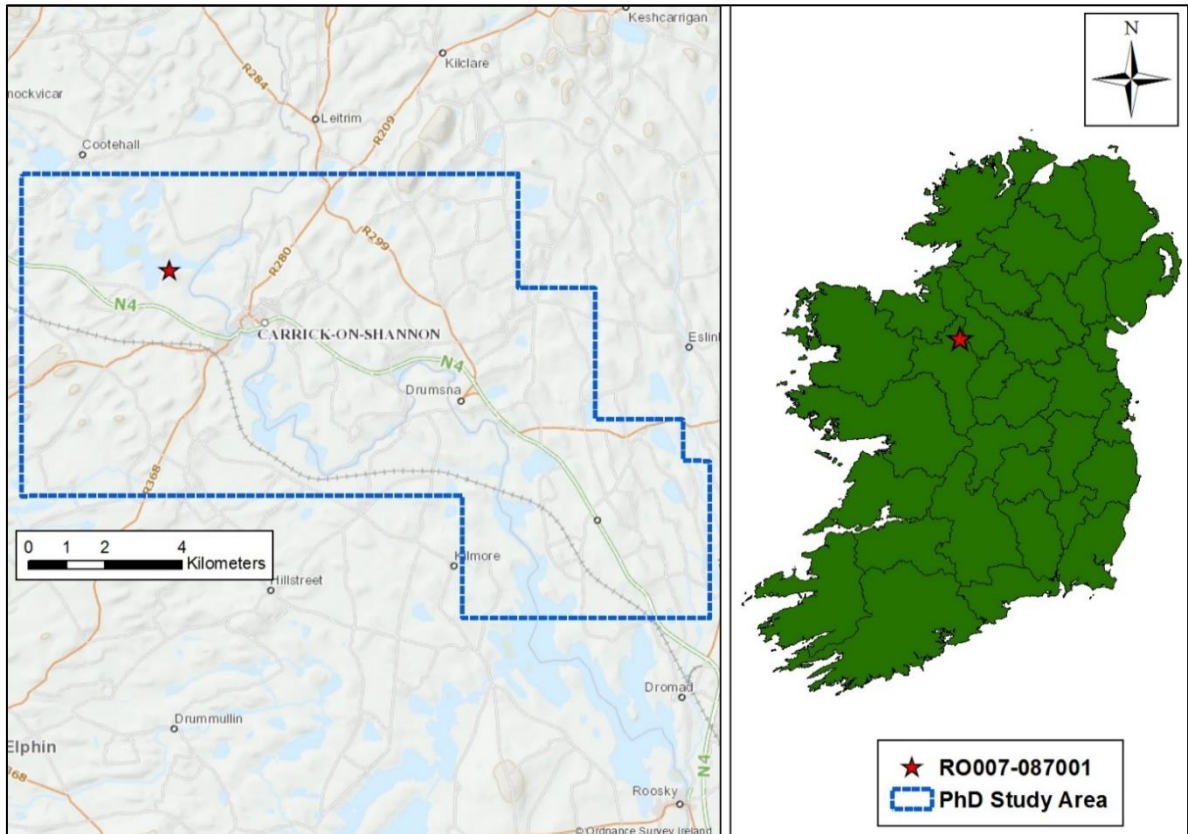 Keshcarrigan
Kilclare
R284
nockvicar
Leitrim
R209
Cootehall
R280
R299
N4
CARRICK-ON-SHANNON
N4
Eslin
Drumsna
R368
0 1 2 4
Kilometers
Kilmore
Hillstreet
Dromad
Drummullin
Elphin
368
N4
Roosky
© Ordnance Survey Ireland
N
RO007-087001
PhD Study Area